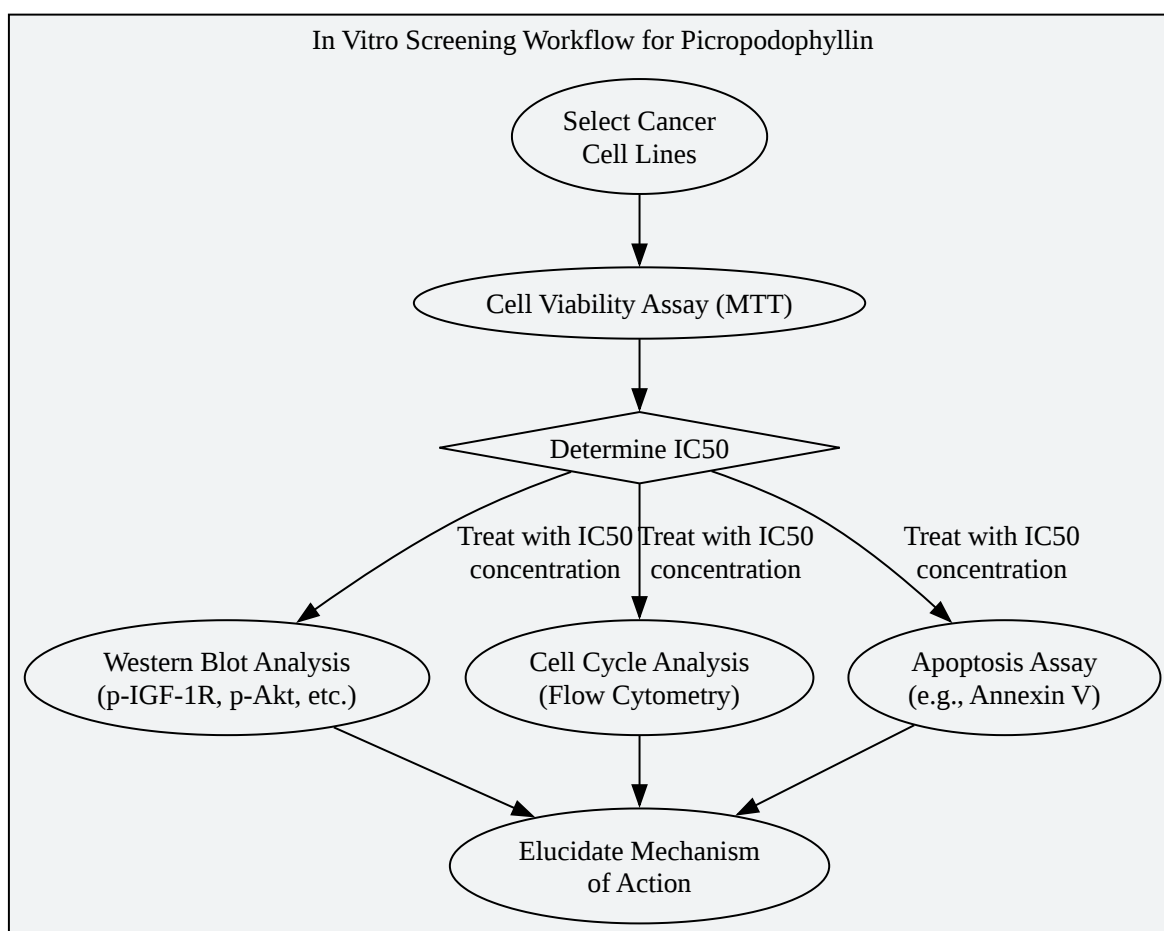 In Vitro Screening Workflow for Picropodophyllin
Select Cancer
Cell Lines
Cell Viability Assay (MTT)
Determine IC50
Treat with IC50
concentration
Treat with IC50
concentration
Treat with IC50
concentration
Western Blot Analysis
(p-IGF-1R, p-Akt, etc.)
Cell Cycle Analysis
(Flow Cytometry)
Apoptosis Assay
(e.g., Annexin V)
Elucidate Mechanism
of Action